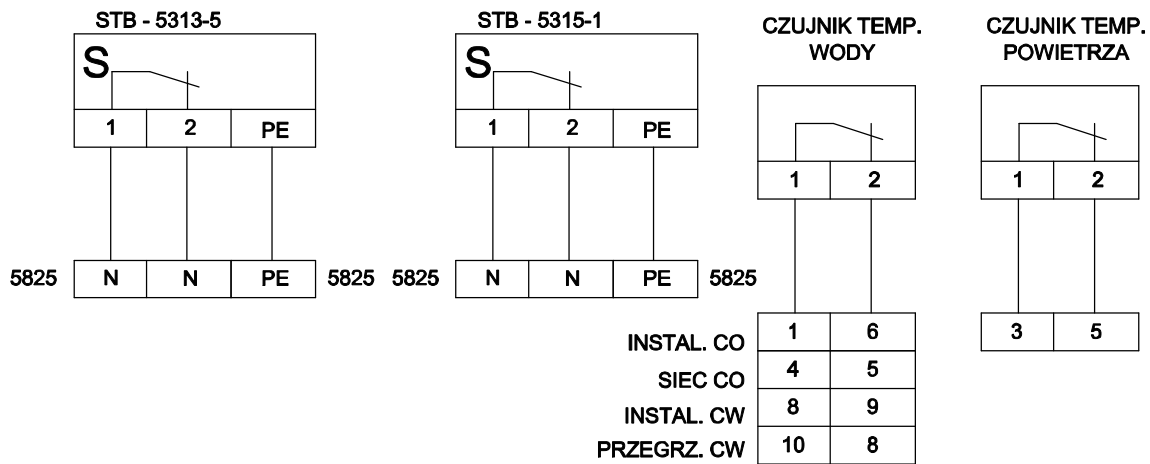 STB - 5313-5
S
1 2 PE
5825 N N PE 5825
STB - 5315-1
S
1 2 PE
5825 N N PE 5825
CZUJNIK TEMP.
WODY
1 2
INSTAL. CO 1 6
SIEC CO 4 5
INSTAL. CW 8 9
PRZEGRZ. CW 10 8
CZUJNIK TEMP.
POWIETRZA
1 2
3 5